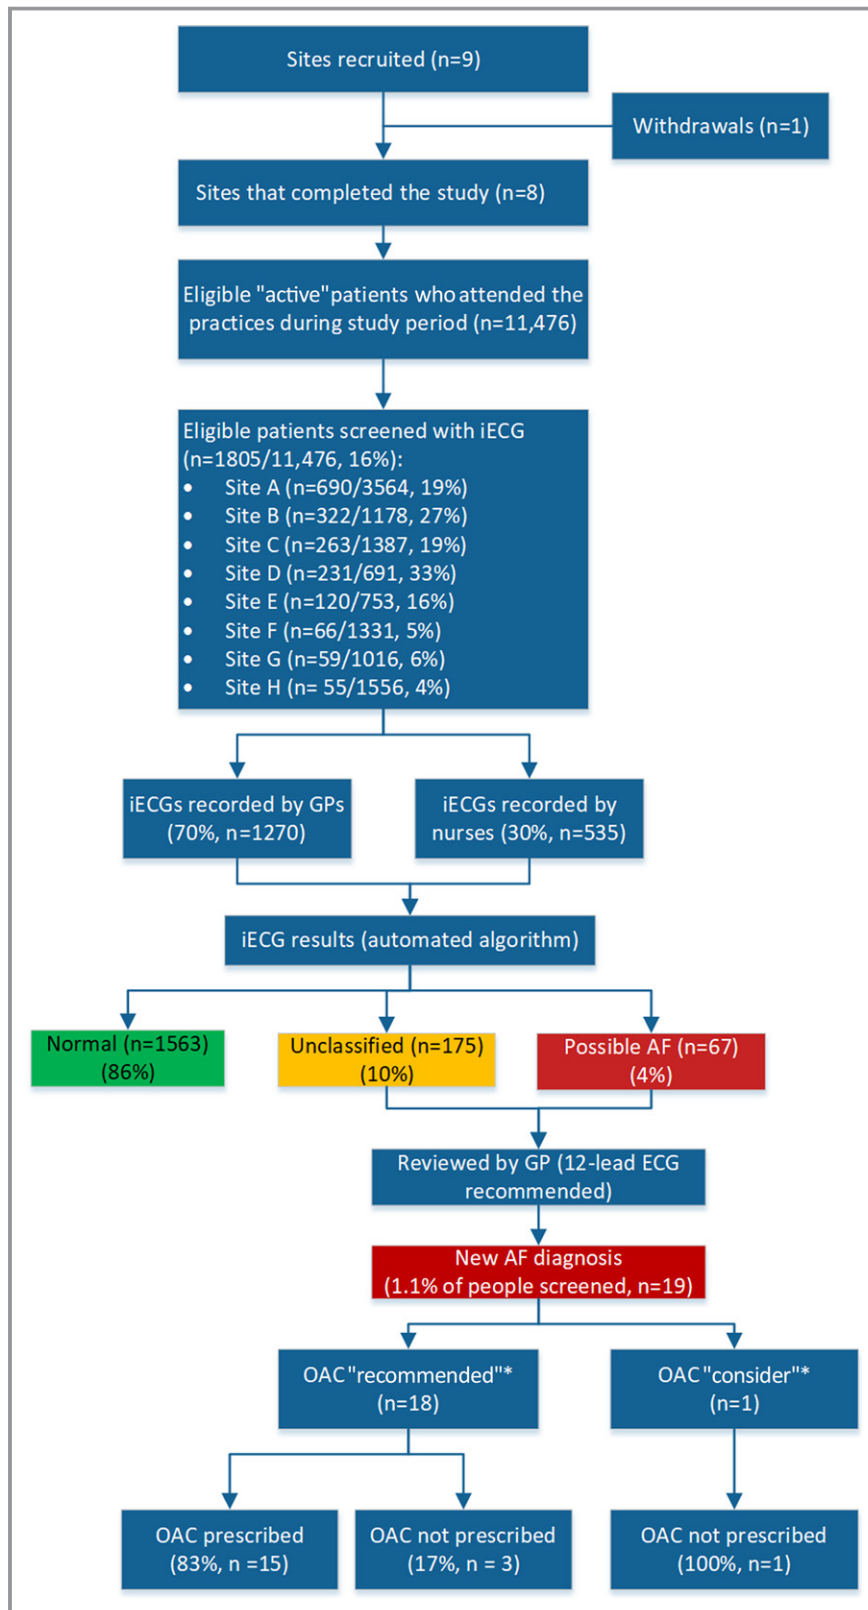 Sites recruited (n=9)
Withdrawals (n=1)
Sites that completed the study (n=8)
Eligible "active"patients who attended the
practices during study period (n=11,476)
Eligible patients screened with iECG
(n=1805/11,476, 16%):
• Site A (n=690/3564, 19%)
• Site B (n=322/1178, 27%)
• Site C (n=263/1387, 19%)
• Site D (n=231/691, 33%)
• Site E (n=120/753, 16%)
• Site F (n=66/1331, 5%)
• Site G (n=59/1016, 6%)
• Site H (n= 55/1556, 4%)
iECGs recorded by GPs
(70%, n=1270)
iECGs recorded by
nurses (30%, n=535)
iECG results (automated algorithm)
Normal (n=1563)
(86%)
Unclassified (n=175)
(10%)
Possible AF (n=67)
(4%)
Reviewed by GP (12-lead ECG
recommended)
New AF diagnosis
(1.1% of people screened, n=19)
OAC "recommended"*
(n=18)
OAC "consider"*
(n=1)
OAC prescribed
(83%, n =15)
OAC not prescribed
(17%, n = 3)
OAC not prescribed
(100%, n=1)